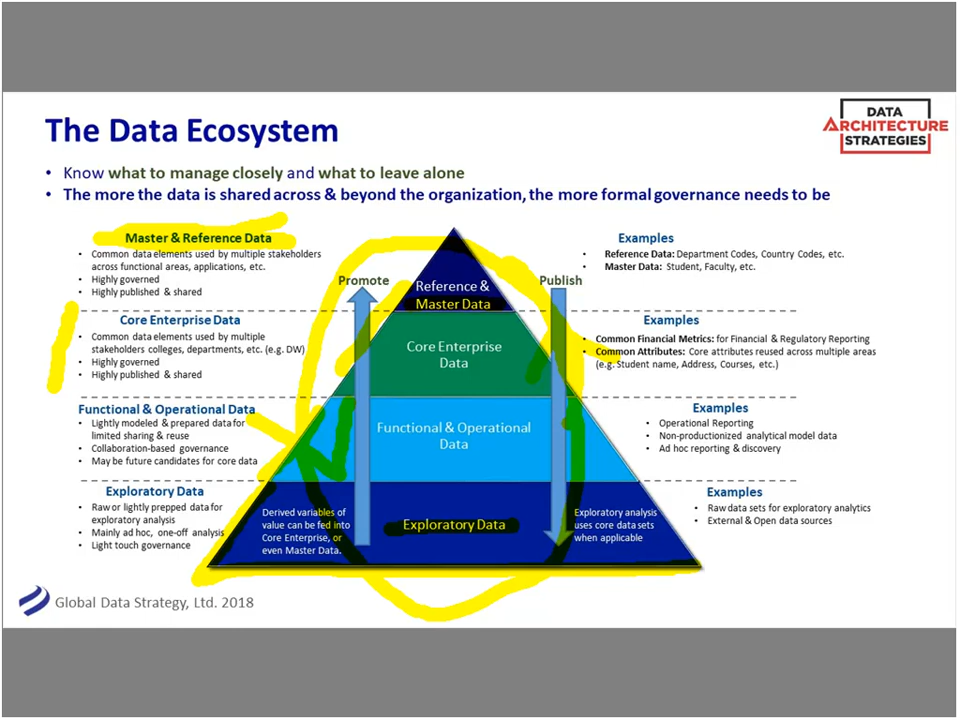 The Data Ecosystem
DATA
ARCHITECTURE
STRATEGIES
• Know what to manage closely and what to leave alone
• The more the data is shared across & beyond the organization, the more formal governance needs to be
Master & Reference Data
• Common data elements used by multiple stakeholders
across functional areas, applications, etc.
• Highly governed
• Highly published & shared
Promote
Reference &
Master Data
Publish
Examples
• Reference Data: Department Codes, Country Codes, etc.
• Master Data: Student, Faculty, etc.
Core Enterprise Data
• Common data elements used by multiple
stakeholders colleges, departments, etc. (e.g. DW)
• Highly governed
• Highly published & shared
Core Enterprise
Data
Examples
• Common Financial Metrics: for Financial & Regulatory Reporting
• Common Attributes: Core attributes reused across multiple areas
(e.g. Student name, Address, Courses, etc.)
Functional & Operational Data
• Lightly modeled & prepared data for
limited sharing & reuse
• Collaboration-based governance
• May be future candidates for core data
Functional & Operational
Data
Examples
• Operational Reporting
• Non-productionized analytical model data
• Ad hoc reporting & discovery
Exploratory Data
• Raw or lightly prepped data for
exploratory analysis
• Mainly ad hoc, one-off analysis
• Light touch governance
Derived variables of
value can be fed into
Core Enterprise, or
even Master Data.
Exploratory Data
Exploratory analysis
uses core data sets
when applicable
Examples
• Raw data sets for exploratory analytics
• External & Open data sources
Global Data Strategy, Ltd. 2018